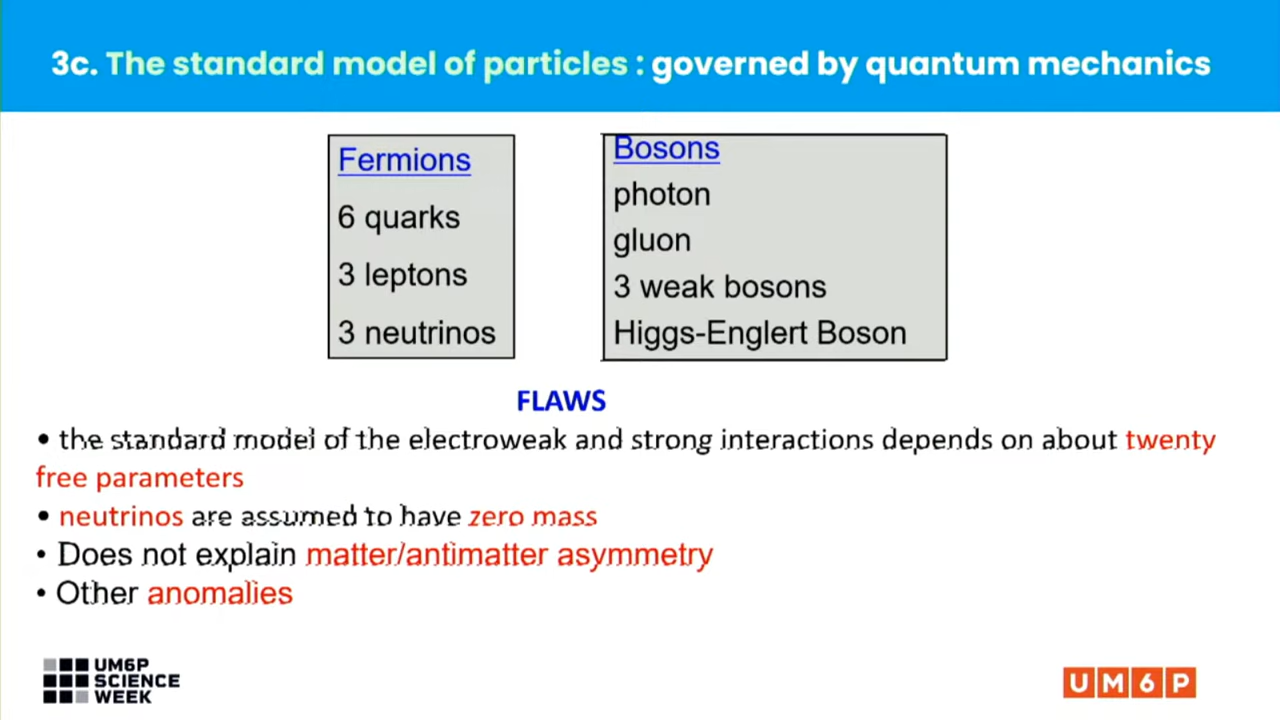 3c. The standard model of particles : governed by quantum mechanics
Fermions
6 quarks
3 leptons
3 neutrinos
Bosons
photon
gluon
3 weak bosons
Higgs-Englert Boson
FLAWS
• the standard model of the electroweak and strong interactions depends on about twenty
free parameters
• neutrinos are assumed to have zero mass
• Does not explain matter/antimatter asymmetry
• Other anomalies
UM6P
SCIENCE
WEEK
UM6P